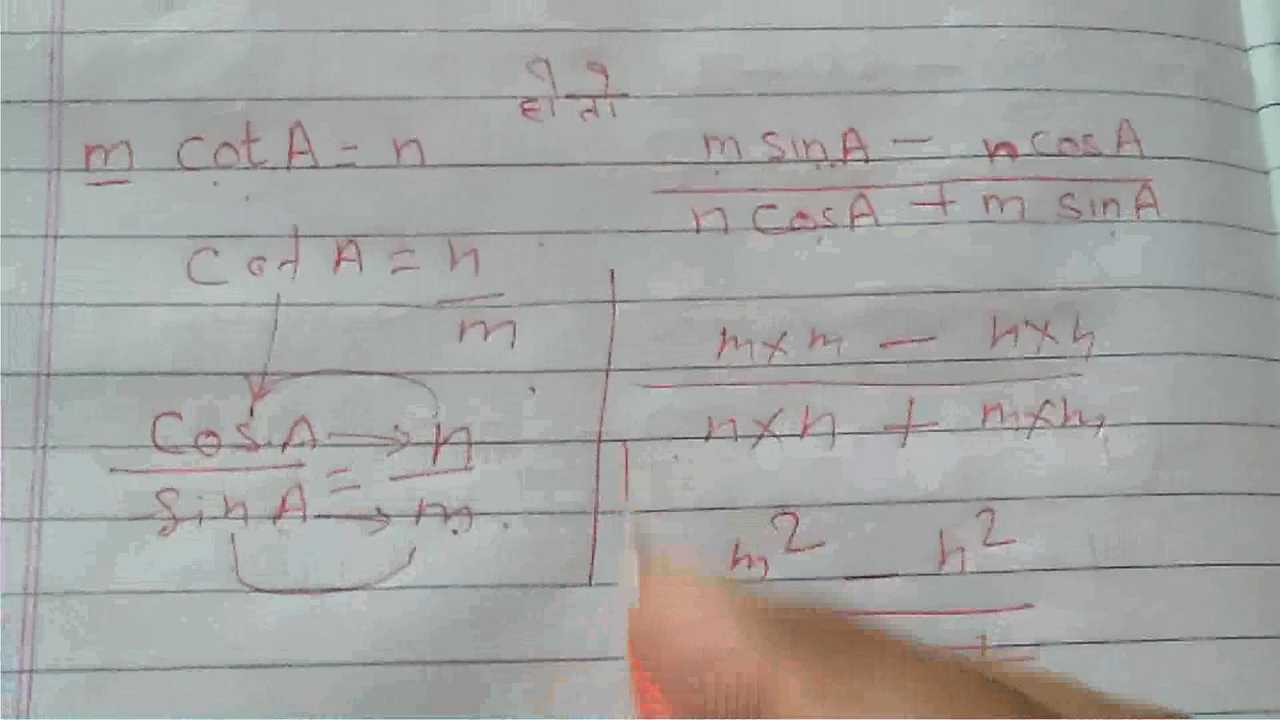 m cot A = n
m sin A - n cos A
n cos A + m sin A
cot A = n
m
m x m - n x n
n x n + m x m
cos A → n
=
sin A → m
m² - n²
+